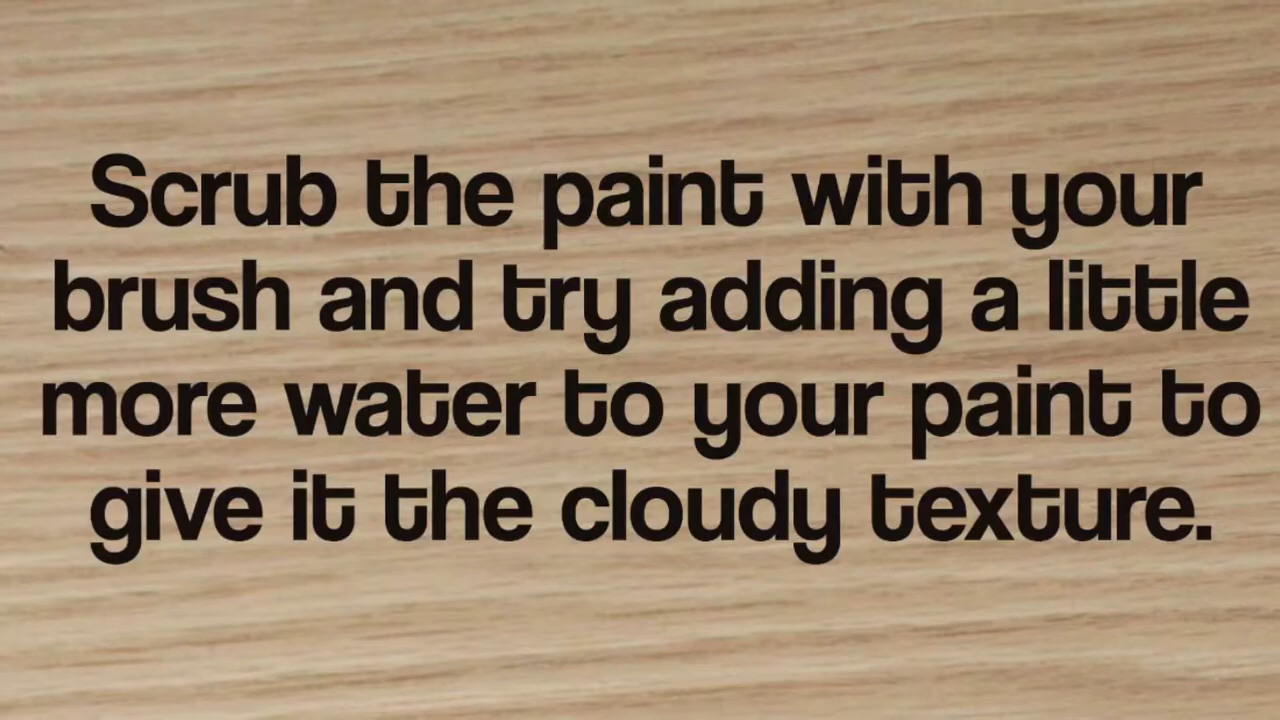 Scrub the paint with your
brush and try adding a little
more water to your paint to
give it the cloudy texture.